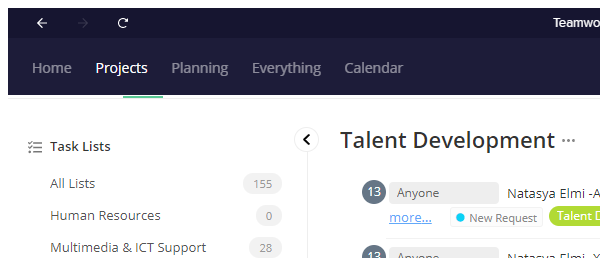 Teamwo
Home Projects Planning Everything Calendar
Task Lists
All Lists 155
Human Resources 0
Multimedia & ICT Support 28
Talent Development ...
13 Anyone Natasya Elmi -A
more... New Request Talent D
13 Anyone Natasya Elmi -